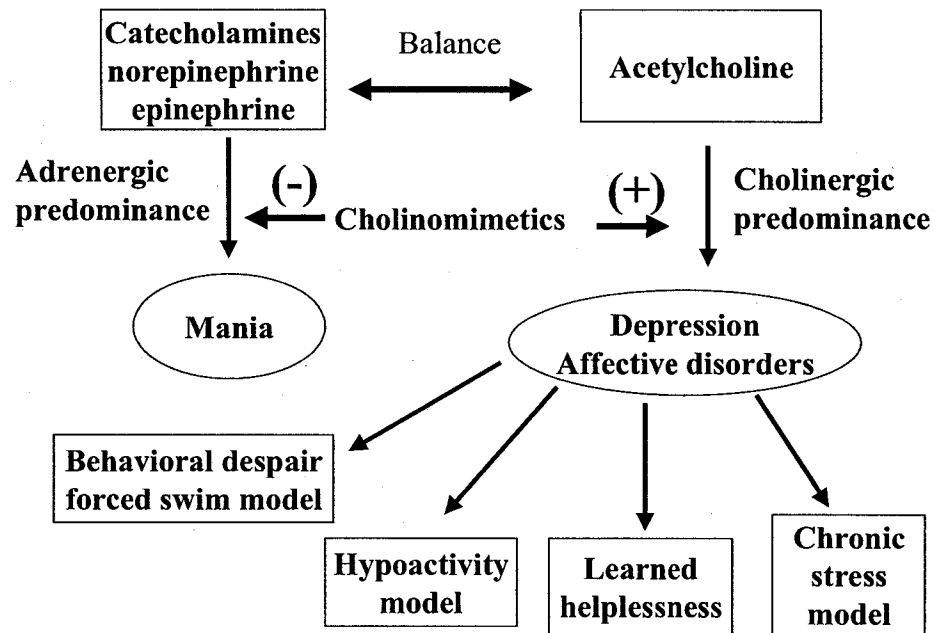 Catecholamines
norepinephrine
epinephrine
Balance
Acetylcholine
Adrenergic
predominance
(-)
Cholinomimetics
(+)
Cholinergic
predominance
Mania
Depression
Affective disorders
Behavioral despair
forced swim model
Hypoactivity
model
Learned
helplessness
Chronic
stress
model